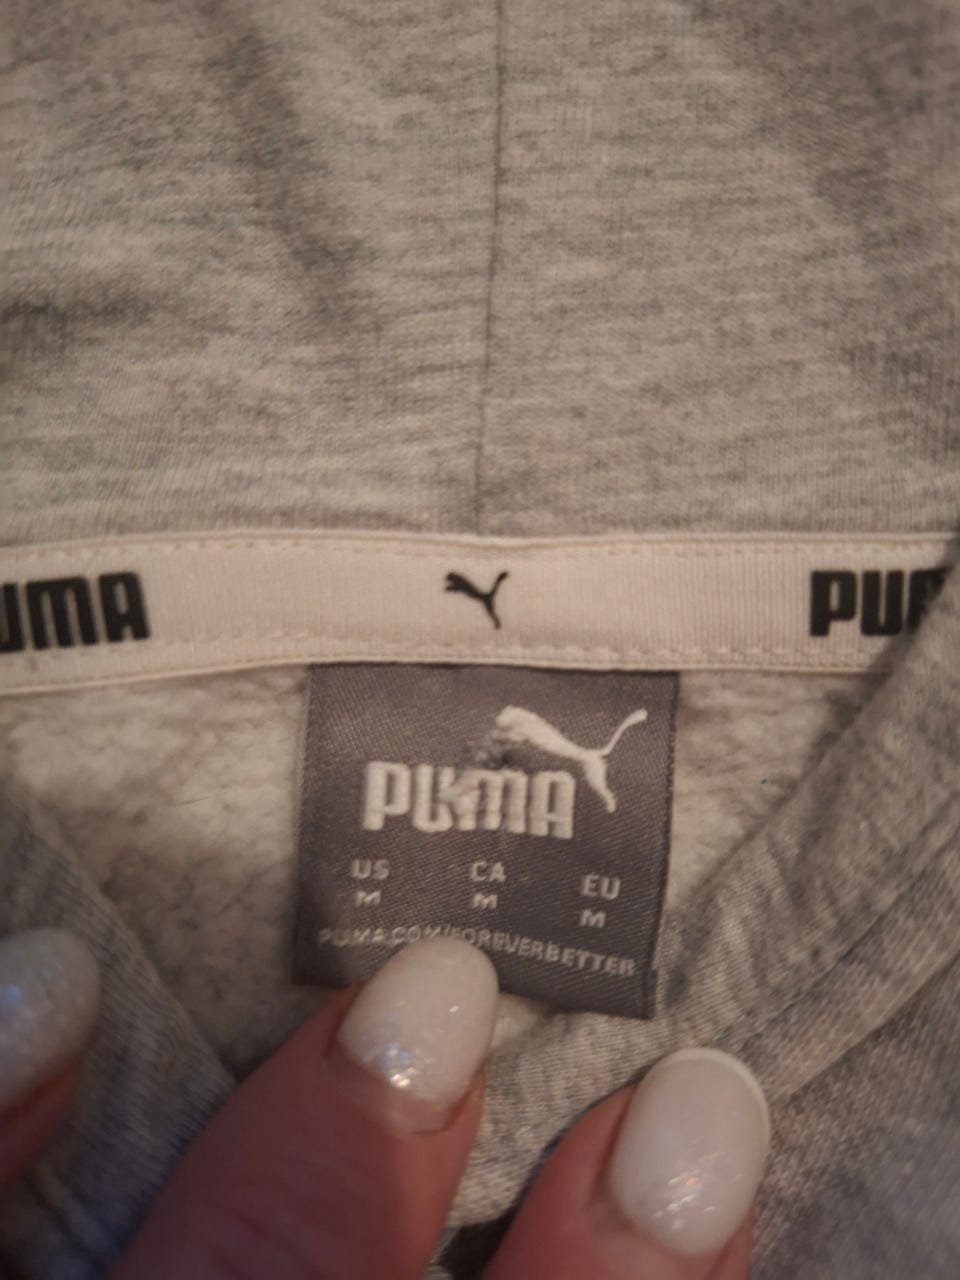 UMA PU
PUMA
US CA EU
M M M
PUMA.COM/FOREVERBETTER